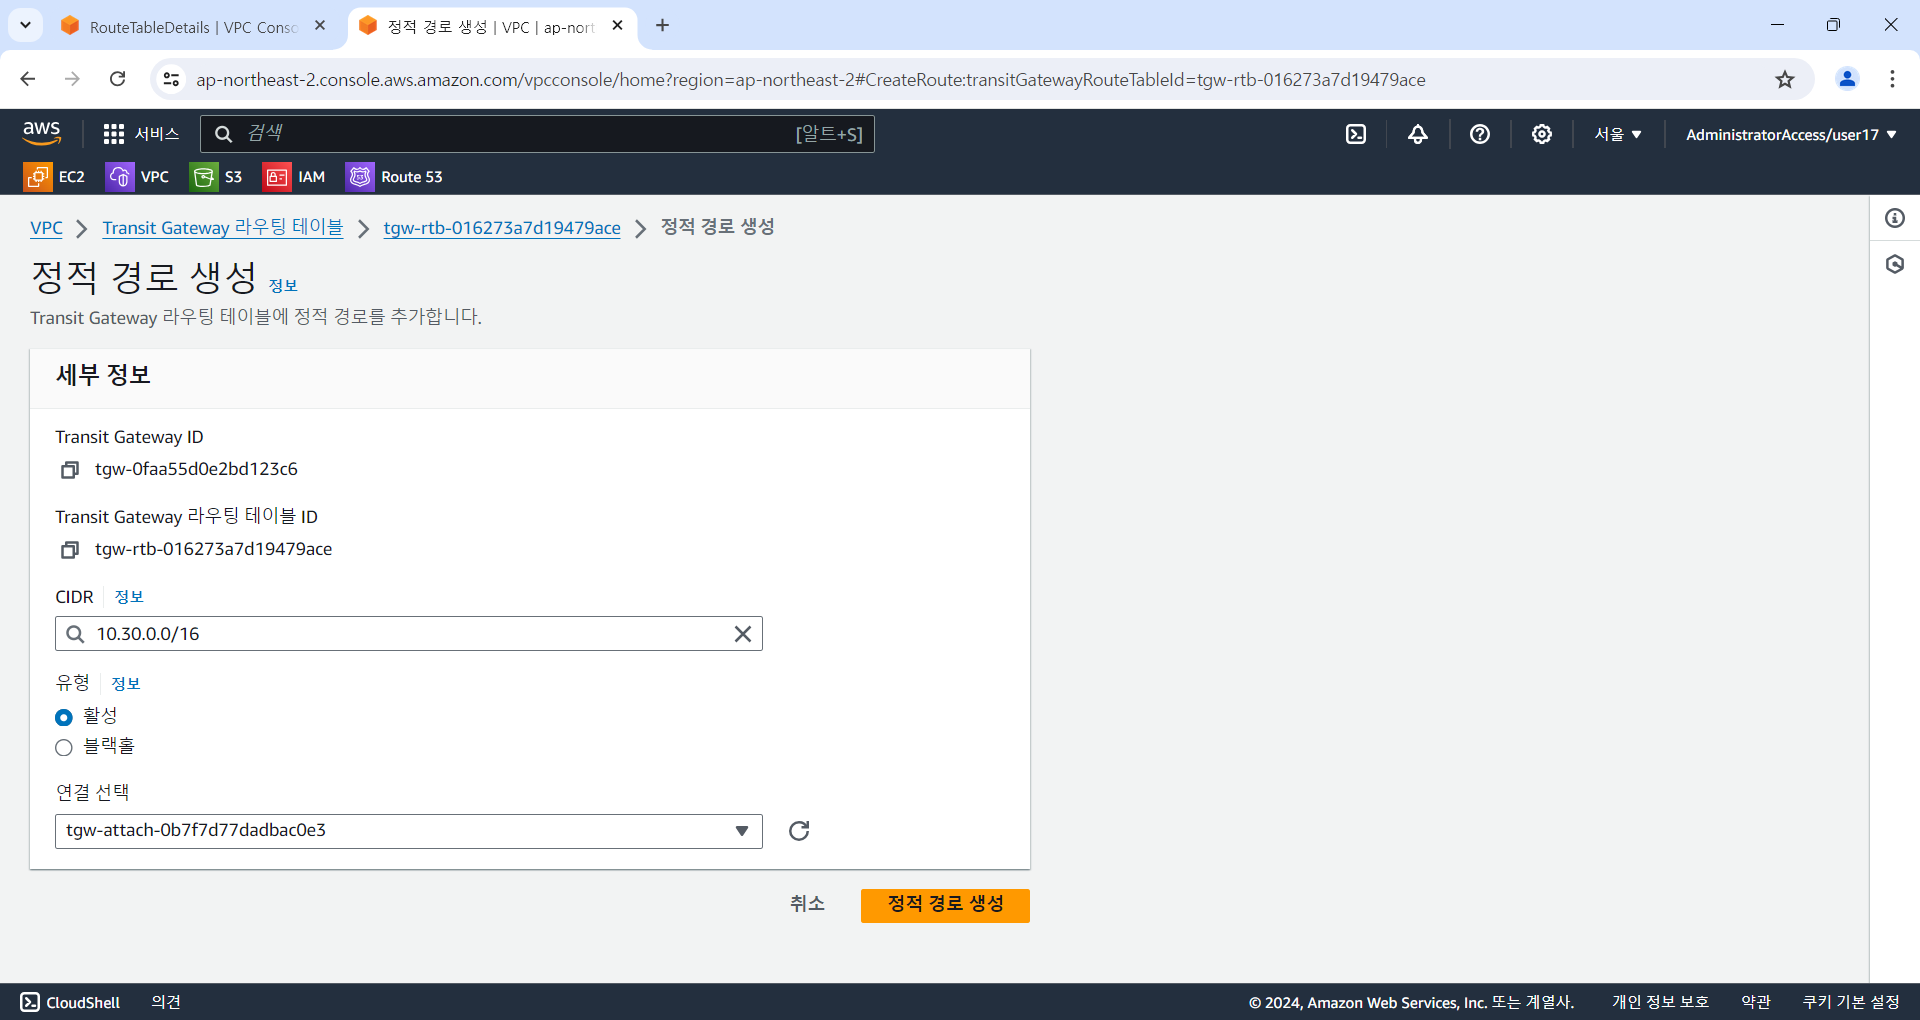 RouteTableDetails | VPC Conso
정적 경로 생성 | VPC | ap-nort
ap-northeast-2.console.aws.amazon.com/vpcconsole/home?region=ap-northeast-2#CreateRoute:transitGatewayRouteTableId=tgw-rtb-016273a7d19479ace
aws
서비스
검색
[알트+S]
서울
AdministratorAccess/user17
EC2
VPC
S3
IAM
Route 53
VPC
Transit Gateway 라우팅 테이블
tgw-rtb-016273a7d19479ace
정적 경로 생성
정적 경로 생성 정보
Transit Gateway 라우팅 테이블에 정적 경로를 추가합니다.
세부 정보
Transit Gateway ID
tgw-0faa55d0e2bd123c6
Transit Gateway 라우팅 테이블 ID
tgw-rtb-016273a7d19479ace
CIDR 정보
10.30.0.0/16
유형 정보
활성
블랙홀
연결 선택
tgw-attach-0b7f7d77dadbac0e3
취소
정적 경로 생성
CloudShell
의견
© 2024, Amazon Web Services, Inc. 또는 계열사.
개인 정보 보호
약관
쿠키 기본 설정